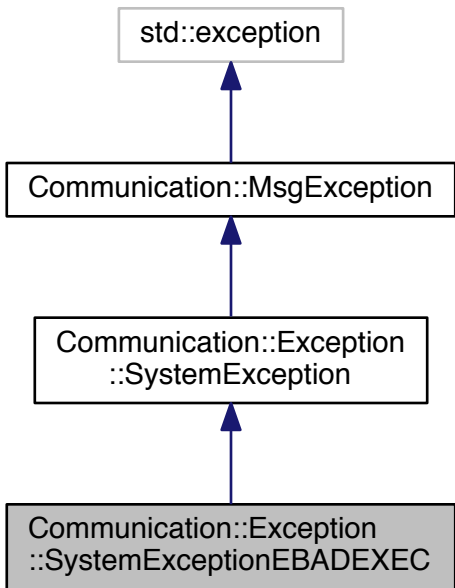 std::exception
Communication::MsgException
Communication::Exception
::SystemException
Communication::Exception
::SystemExceptionEBADEXEC